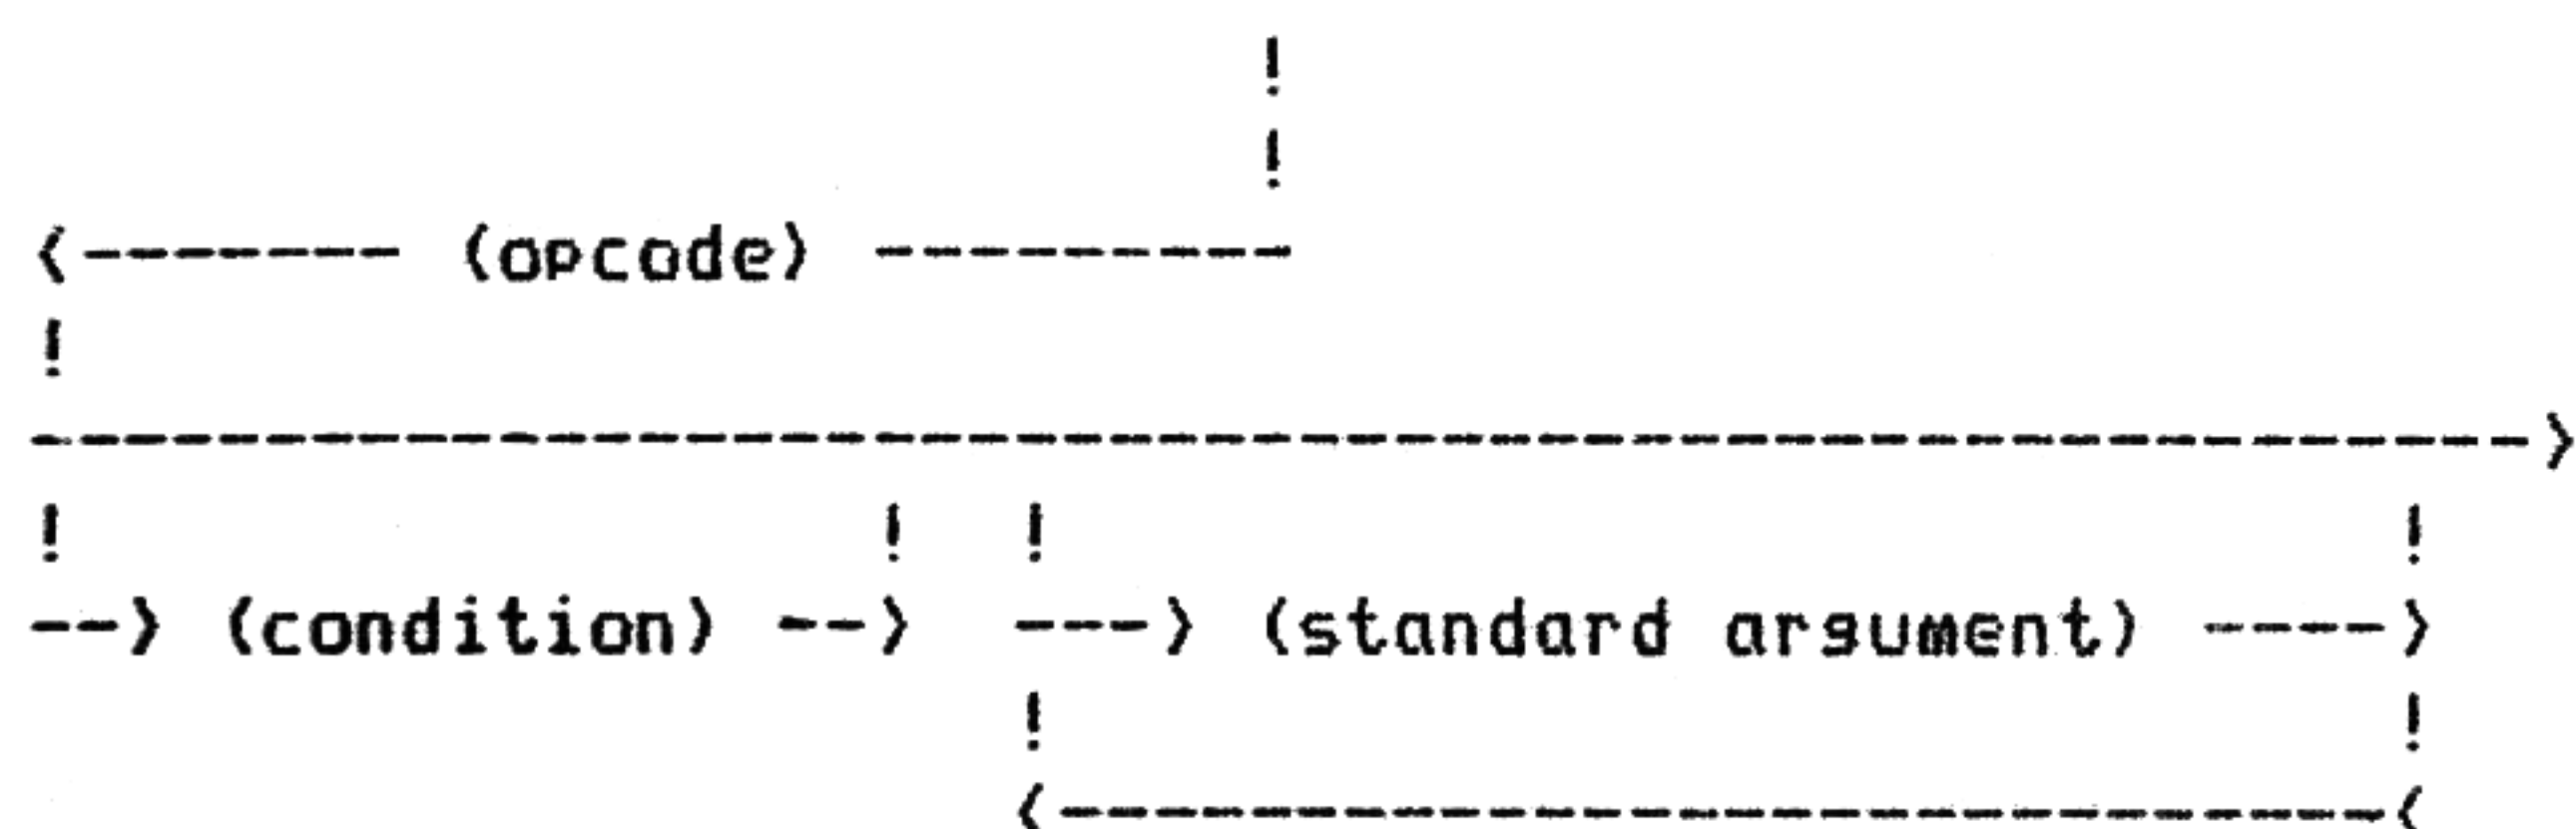 !
!
<------- (opcode) ---------
!
------------------------------------------------------>
! ! !  !
--> (condition) --> ---> (standard argument) ---->
! !
<-----------------------------<